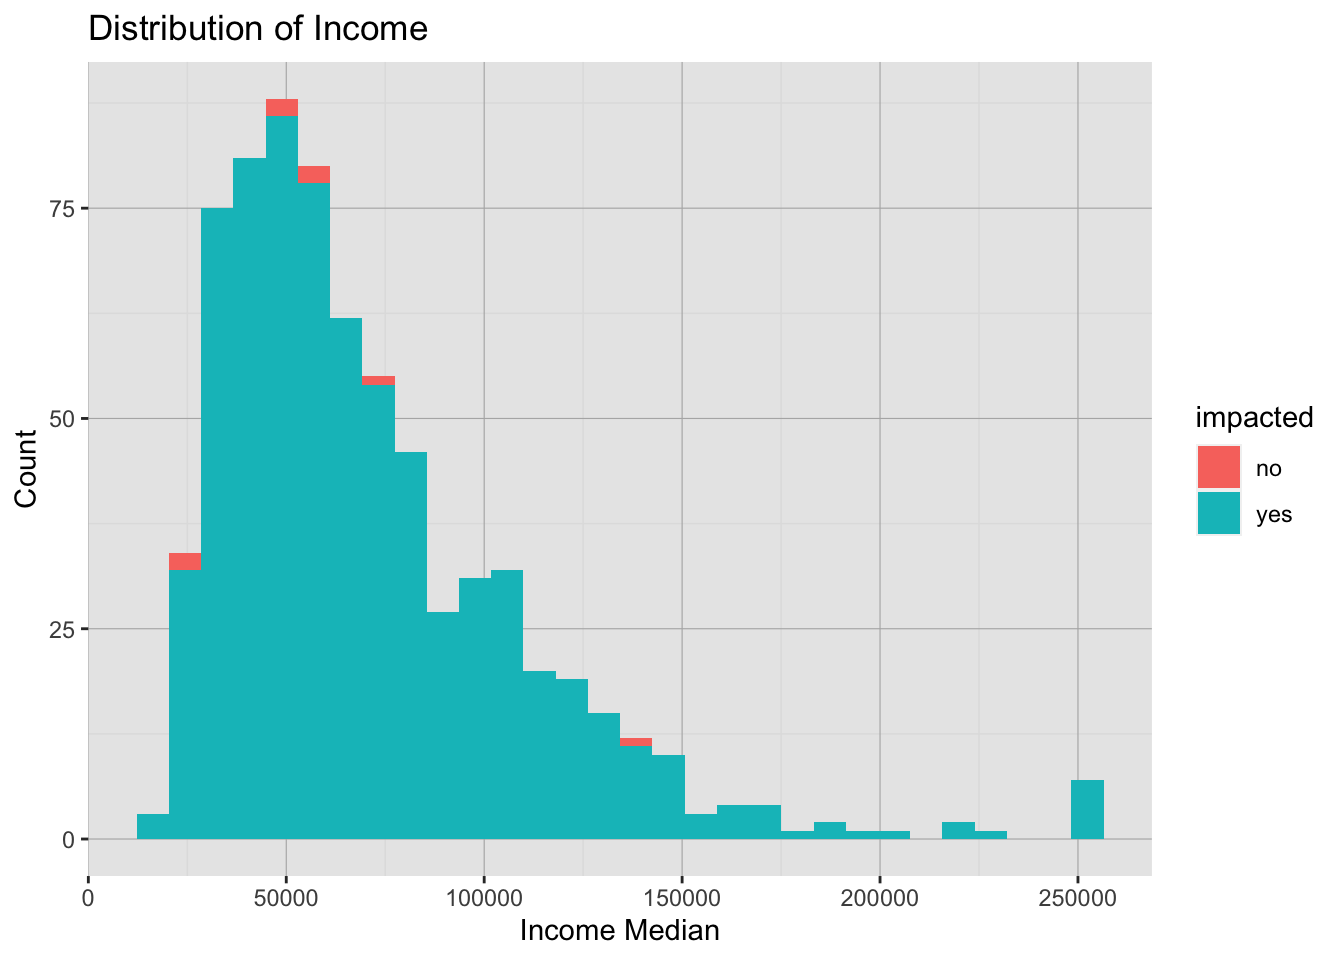 Distribution of Income
75
50
25
0
Count
0 50000 100000 150000 200000 250000
Income Median
impacted
no
yes